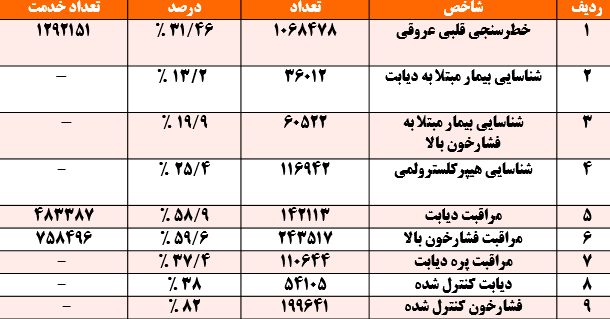 ردیف شاخص تعداد درصد تعداد خدمت
۱ خطرسنجی قلبی عروقی ۱۰۶۸۴۷۸ ۳۱/۴۶ ٪ ۱۲۹۲۱۵۱
۲ شناسایی بیمار مبتلا به دیابت ۳۶۰۱۲ ۱۳/۲ ٪ –
۳ شناسایی بیمار مبتلا به ۶۰۵۲۲ ۱۹/۹ ٪ –
فشارخون بالا
۴ شناسایی هیپرکلسترولمی ۱۱۶۹۴۲ ۲۵/۴ ٪ –
۵ مراقبت دیابت ۱۴۲۱۱۳ ۵۸/۹ ٪ ۴۸۳۳۸۷
۶ مراقبت فشارخون بالا ۲۴۳۵۱۷ ۵۹/۶ ٪ ۷۵۸۴۹۶
۷ مراقبت پره دیابت ۱۱۰۶۴۴ ۳۷/۴ ٪ –
۸ دیابت کنترل شده ۵۴۱۰۵ ۳۸ ٪ –
۹ فشارخون کنترل شده ۱۹۹۶۴۱ ۸۲ ٪ –